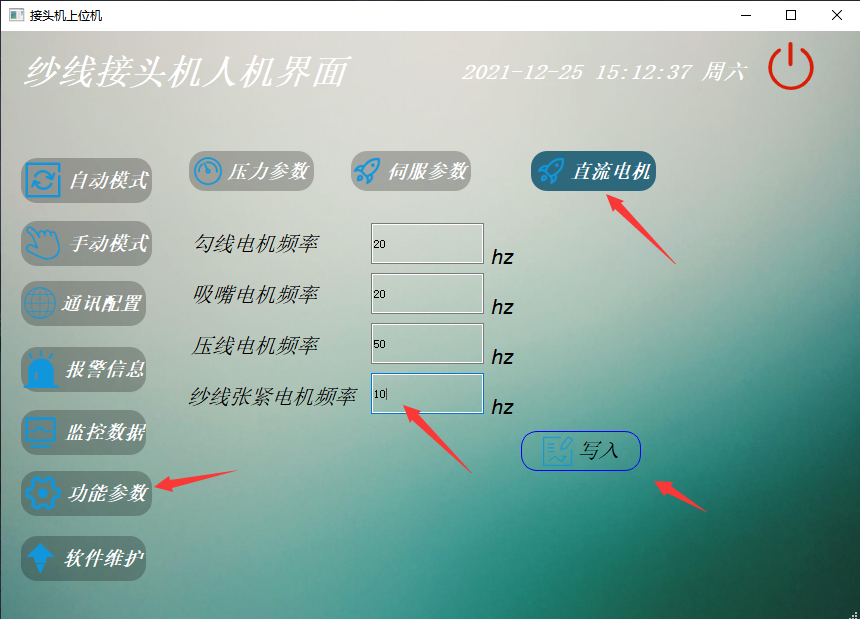 接头机上位机
纱线接头机人机界面
2021-12-25 15:12:37 周六
自动模式
压力参数
伺服参数
直流电机
手动模式
勾线电机频率 20 hz
通讯配置
吸嘴电机频率 20 hz
压线电机频率 50 hz
报警信息
纱线张紧电机频率 10 hz
监控数据
写入
功能参数
软件维护